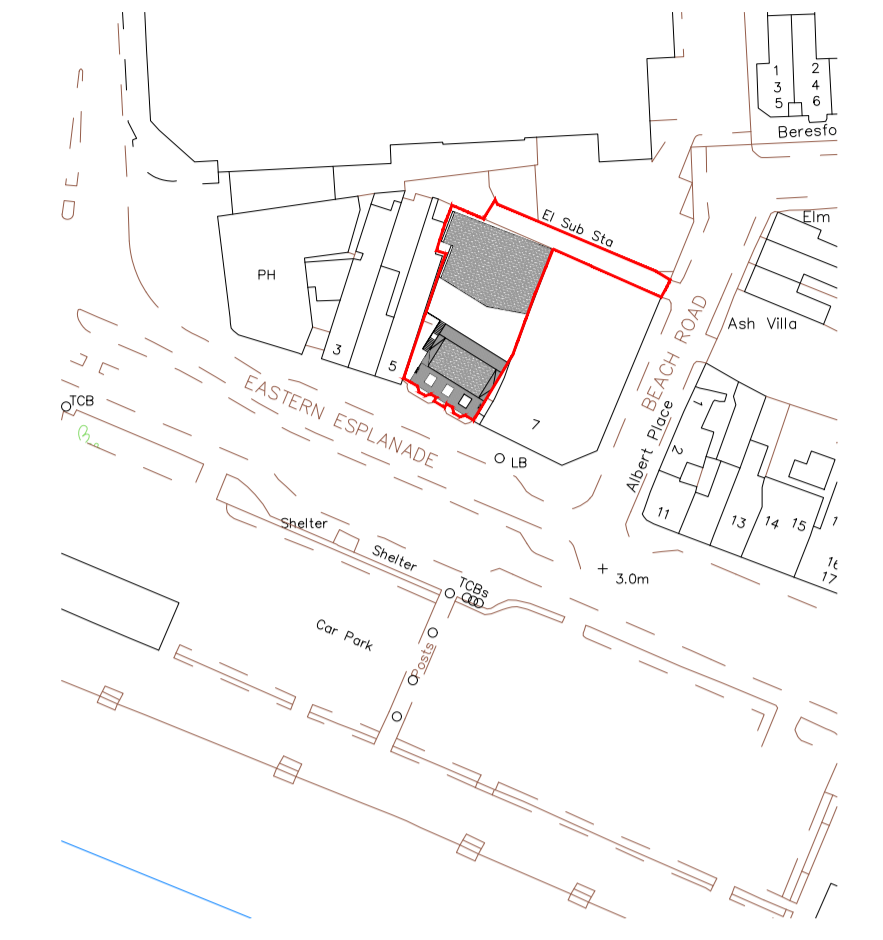 1 2
3 4
5 6
Beresfo
Elm
El Sub Sta
PH
BEACH ROAD
Ash Villa
3
5
EASTERN ESPLANADE
TCB
7
LB
Albert Place
1
2
11
13
14
15
1
16
17
Shelter
Shelter
TCBs
3.0m
Car Park
Posts